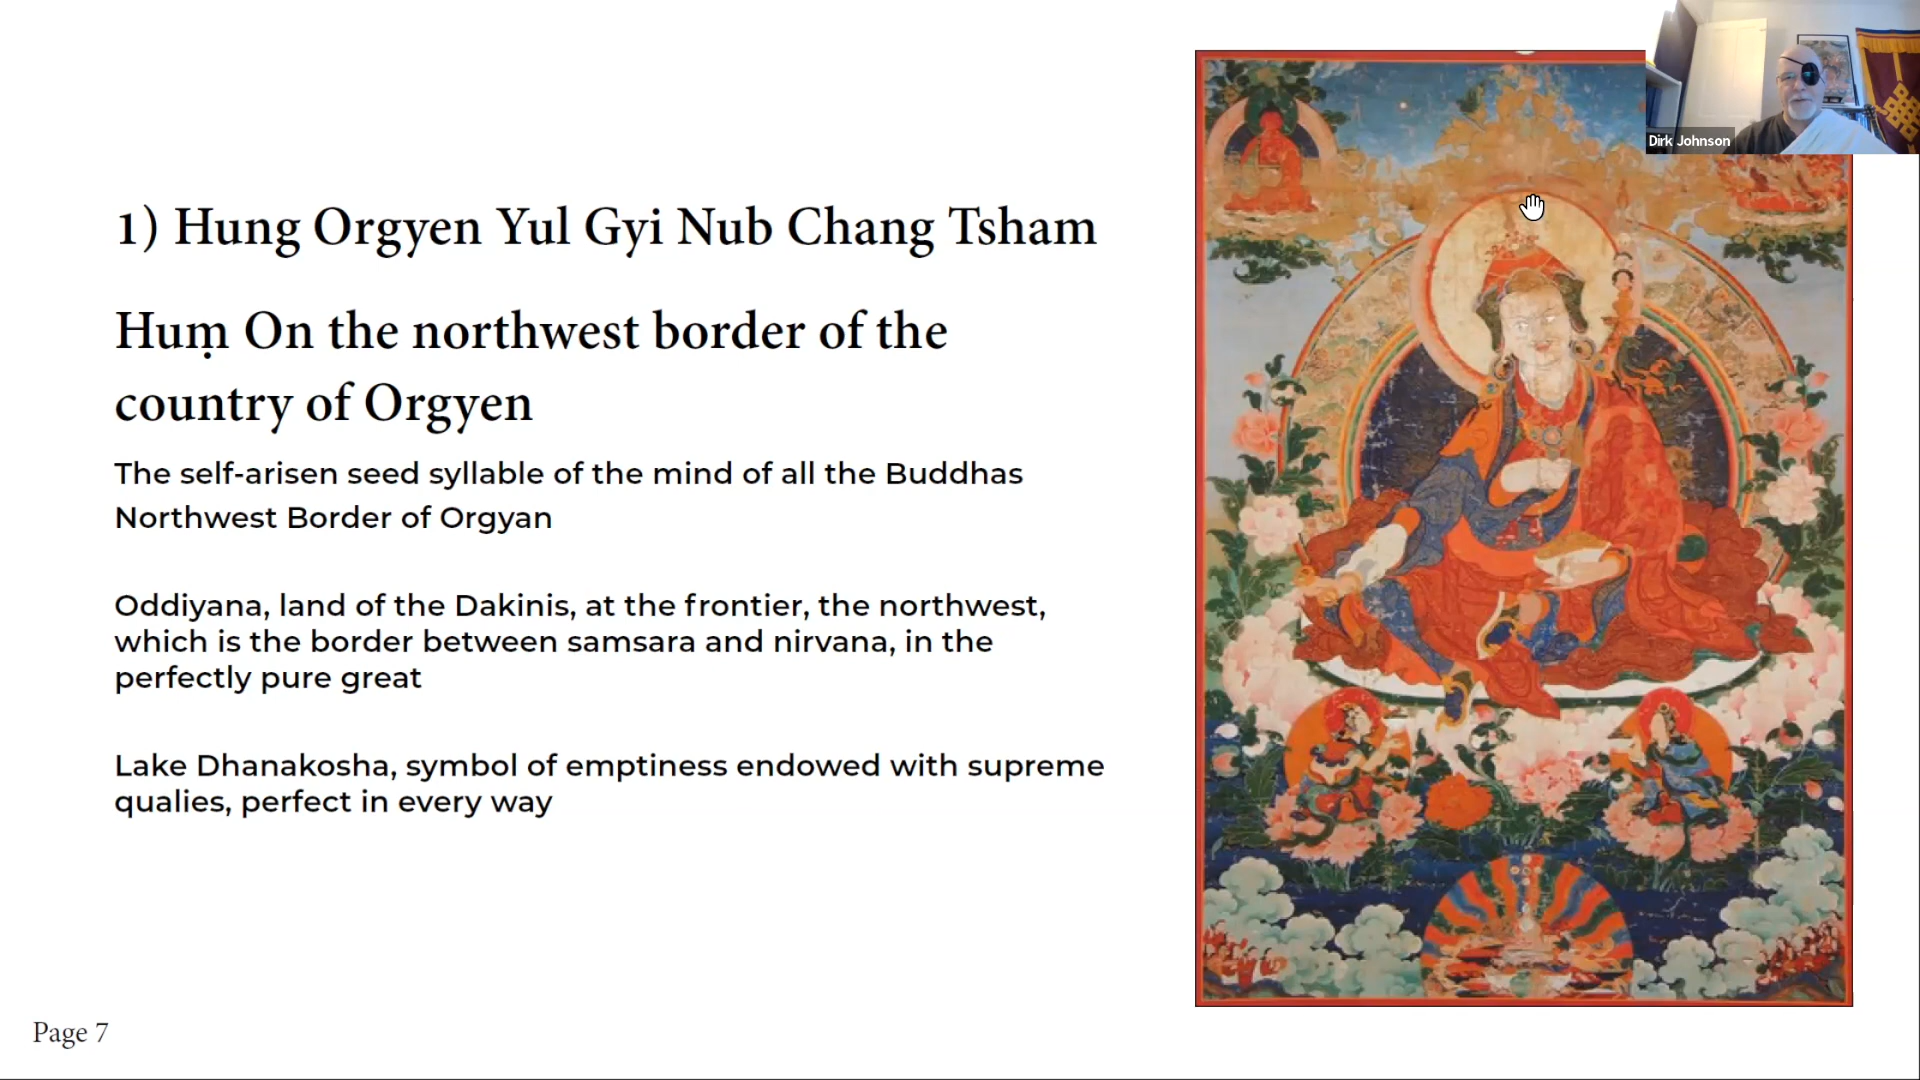 1) Hung Orgyen Yul Gyi Nub Chang Tsham
Huṃ On the northwest border of the
country of Orgyen
The self-arisen seed syllable of the mind of all the Buddhas
Northwest Border of Orgyan
Oddiyana, land of the Dakinis, at the frontier, the northwest,
which is the border between samsara and nirvana, in the
perfectly pure great
Lake Dhanakosha, symbol of emptiness endowed with supreme
qualies, perfect in every way
Page 7
Dirk Johnson